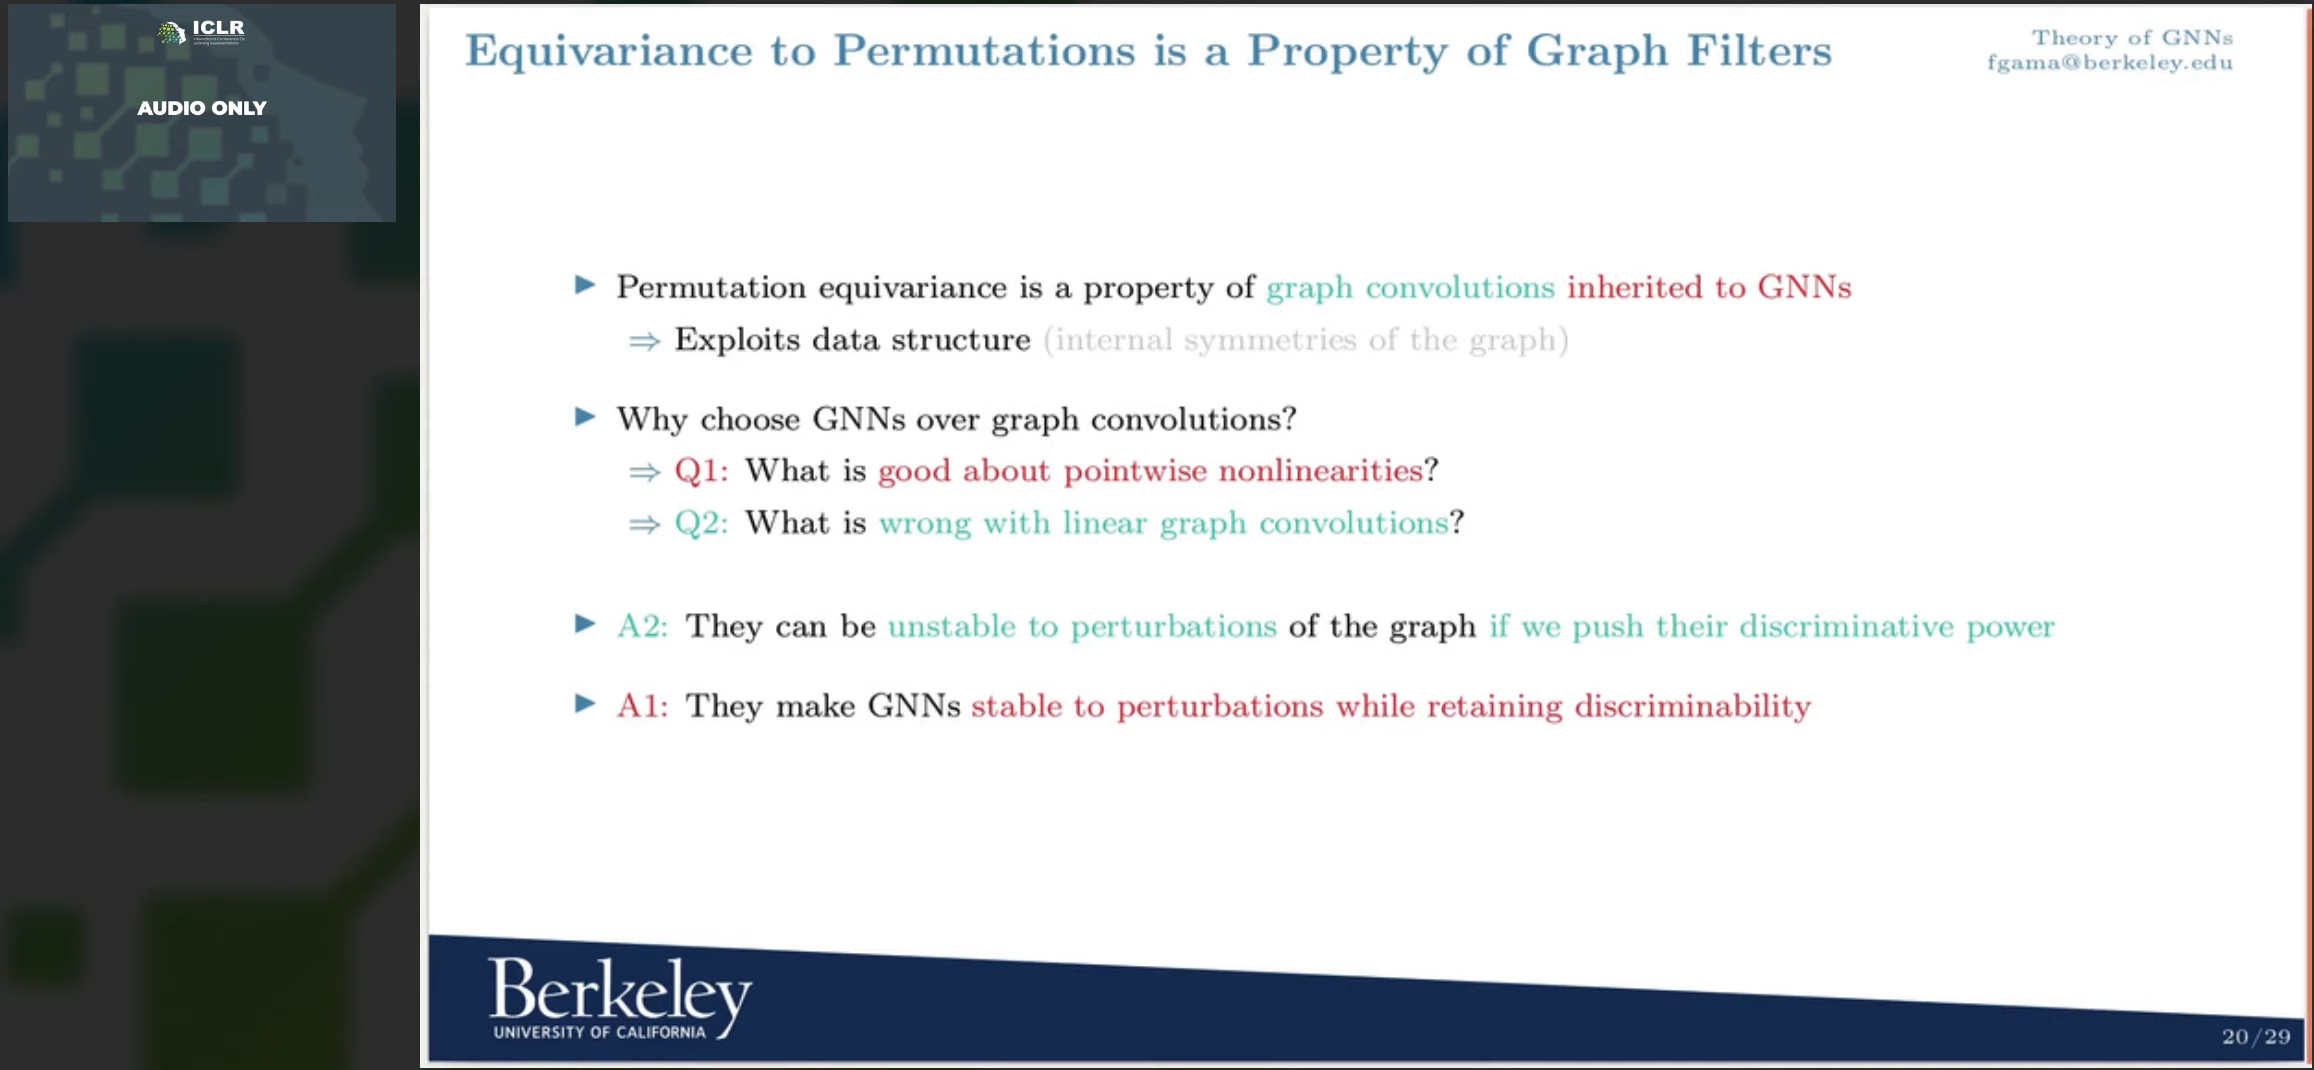 ICLR
AUDIO ONLY
Equivariance to Permutations is a Property of Graph Filters
Theory of GNNs
fgama@berkeley.edu
► Permutation equivariance is a property of graph convolutions inherited to GNNs
⇒ Exploits data structure (internal symmetries of the graph)
► Why choose GNNs over graph convolutions?
⇒ Q1: What is good about pointwise nonlinearities?
⇒ Q2: What is wrong with linear graph convolutions?
► A2: They can be unstable to perturbations of the graph if we push their discriminative power
► A1: They make GNNs stable to perturbations while retaining discriminability
Berkeley
UNIVERSITY OF CALIFORNIA
20/29